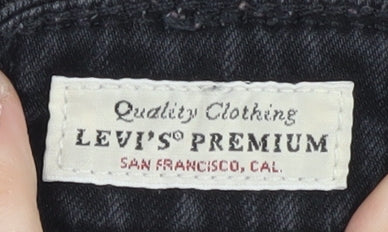 Quality Clothing
LEVI'S® PREMIUM
SAN FRANCISCO, CAL.